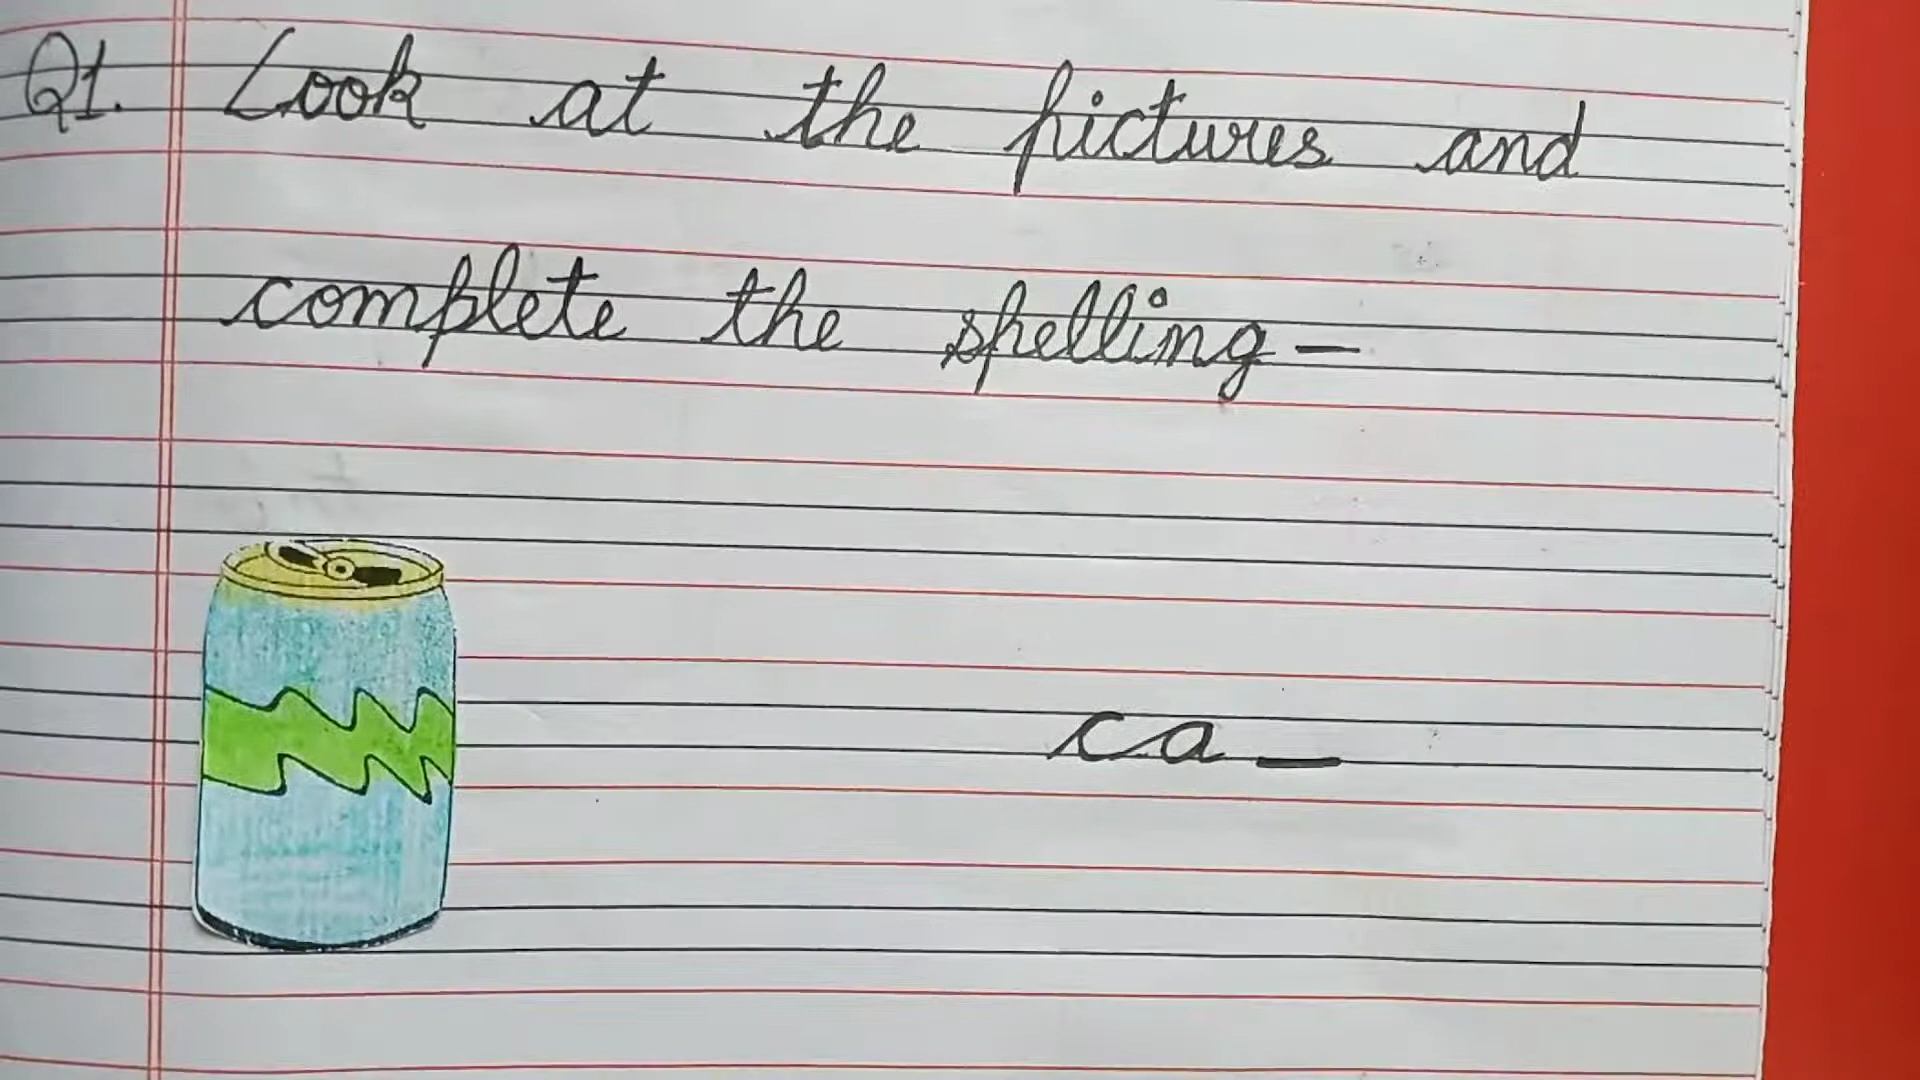 Q1. Look at the pictures and
complete the spelling -
ca _